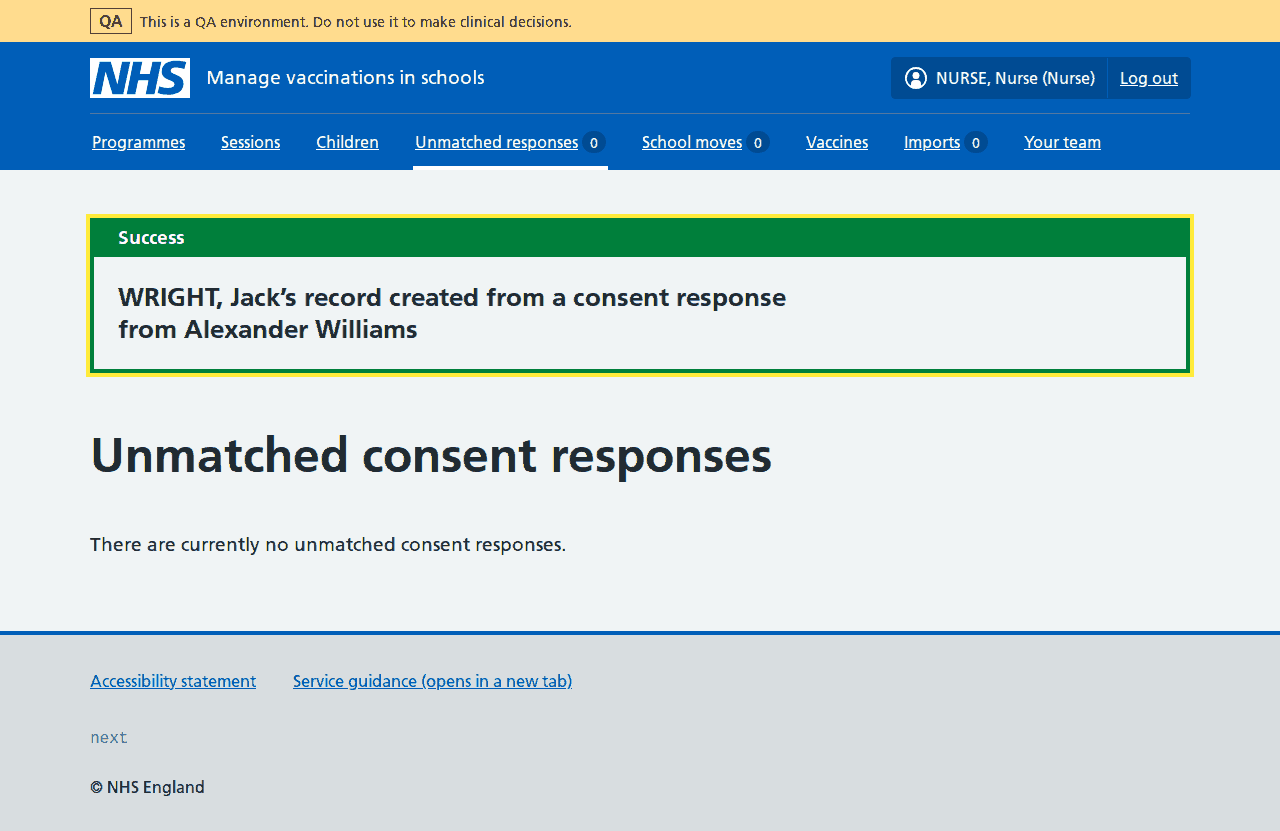 QA This is a QA environment. Do not use it to make clinical decisions.
NHS Manage vaccinations in schools NURSE, Nurse (Nurse) Log out
Programmes Sessions Children Unmatched responses 0 School moves 0 Vaccines Imports 0 Your team
Success
WRIGHT, Jack’s record created from a consent response
from Alexander Williams
Unmatched consent responses
There are currently no unmatched consent responses.
Accessibility statement Service guidance (opens in a new tab)
next
© NHS England